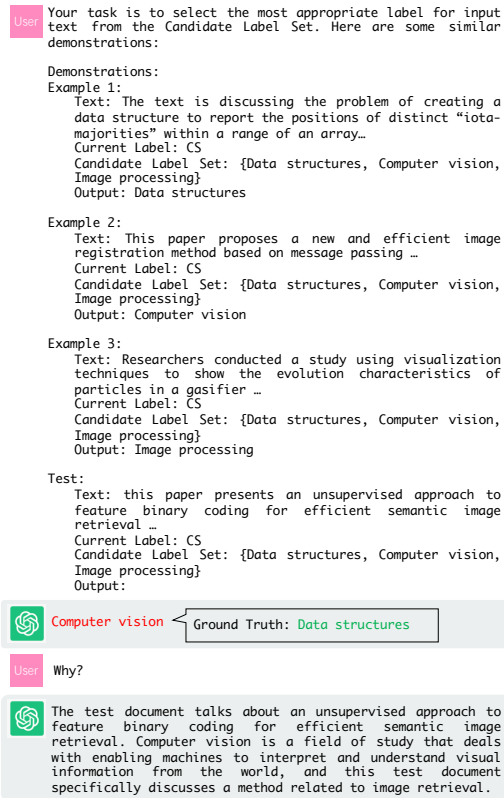 User
Your task is to select the most appropriate label for input
text from the Candidate Label Set. Here are some similar
demonstrations:
Demonstrations:
Example 1:
Text: The text is discussing the problem of creating a
data structure to report the positions of distinct “iota-
majorities” within a range of an array…
Current Label: CS
Candidate Label Set: {Data structures, Computer vision,
Image processing}
Output: Data structures
Example 2:
Text: This paper proposes a new and efficient image
registration method based on message passing …
Current Label: CS
Candidate Label Set: {Data structures, Computer vision,
Image processing}
Output: Computer vision
Example 3:
Text: Researchers conducted a study using visualization
techniques to show the evolution characteristics of
particles in a gasifier …
Current Label: CS
Candidate Label Set: {Data structures, Computer vision,
Image processing}
Output: Image processing
Test:
Text: this paper presents an unsupervised approach to
feature binary coding for efficient semantic image
retrieval …
Current Label: CS
Candidate Label Set: {Data structures, Computer vision,
Image processing}
Output:
Computer vision
Ground Truth: Data structures
User
Why?
The test document talks about an unsupervised approach to
feature binary coding for efficient semantic image
retrieval. Computer vision is a field of study that deals
with enabling machines to interpret and understand visual
information from the world, and this test document
specifically discusses a method related to image retrieval.